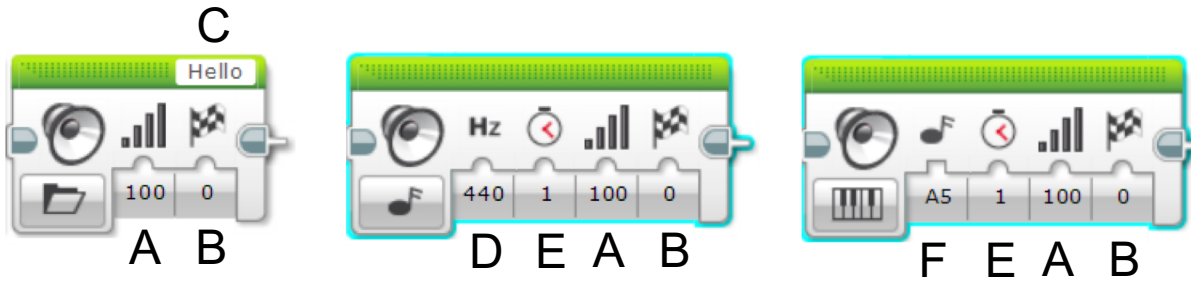 C
Hello
100 0
A B
Hz
440 1 100 0
D E A B
A5 1 100 0
F E A B